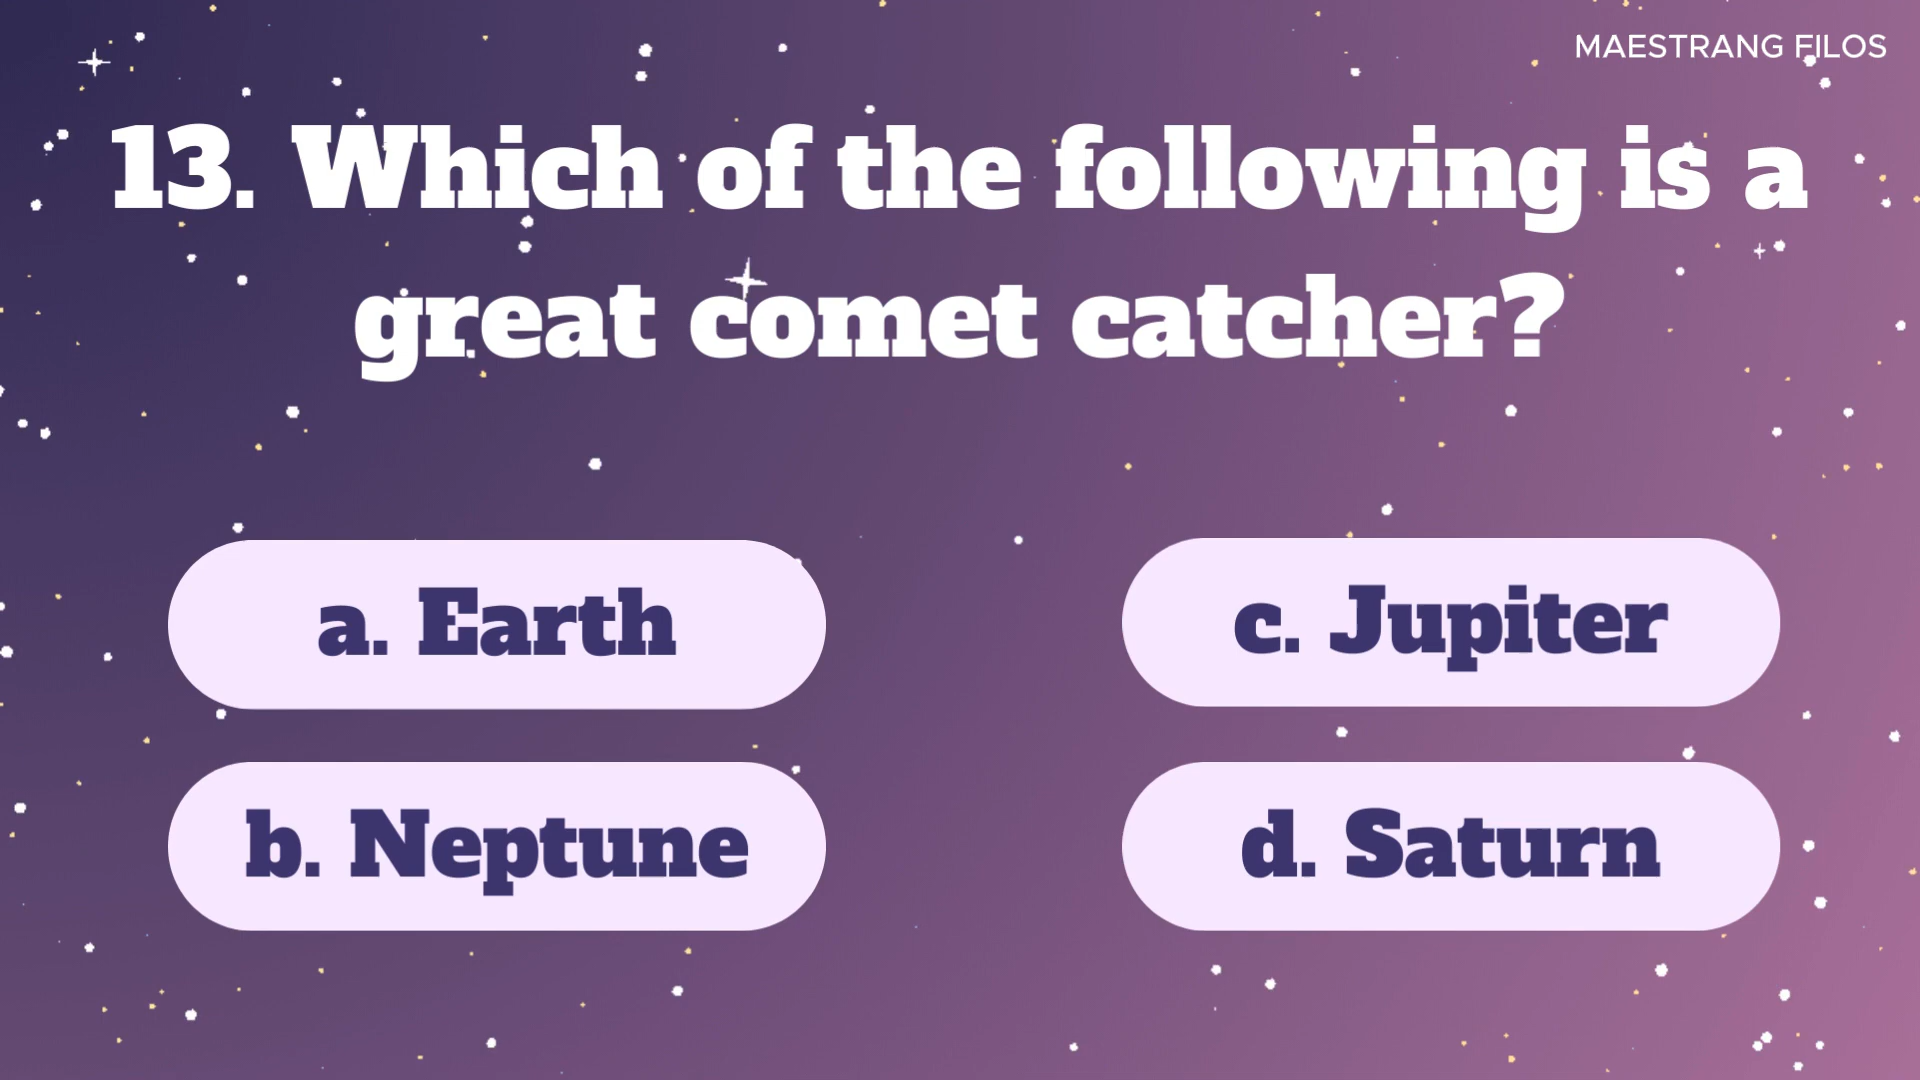 MAESTRANG FILOS
13. Which of the following is a
great comet catcher?
a. Earth
b. Neptune
c. Jupiter
d. Saturn